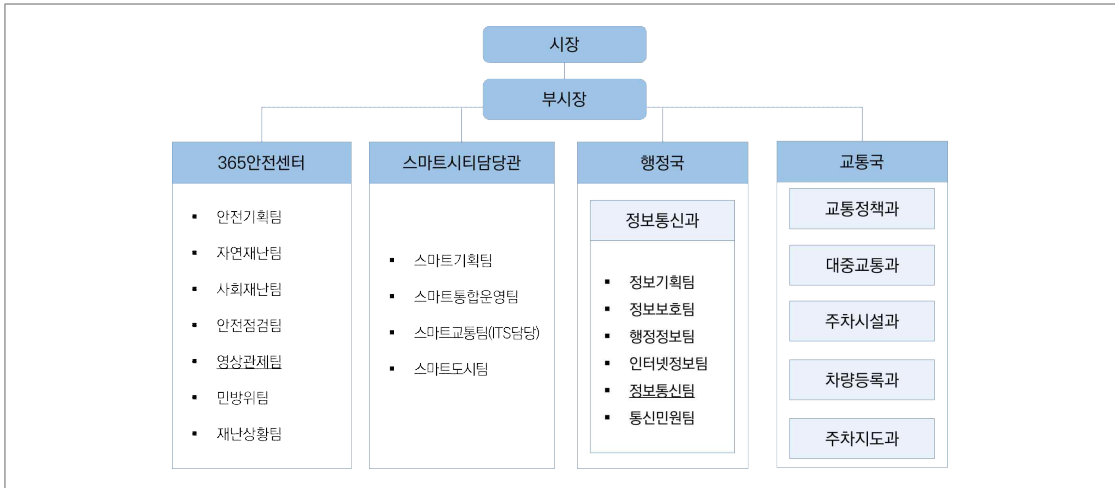 시장
부시장
365안전센터
안전기획팀
자연재난팀
사회재난팀
안전점검팀
영상관제팀
민방위팀
재난상황팀
스마트시티담당관
스마트기획팀
스마트통합운영팀
스마트교통팀(ITS담당)
스마트도시팀
행정국
정보통신과
정보기획팀
정보보호팀
행정정보팀
인터넷정보팀
정보통신팀
통신민원팀
교통국
교통정책과
대중교통과
주차시설과
차량등록과
주차지도과